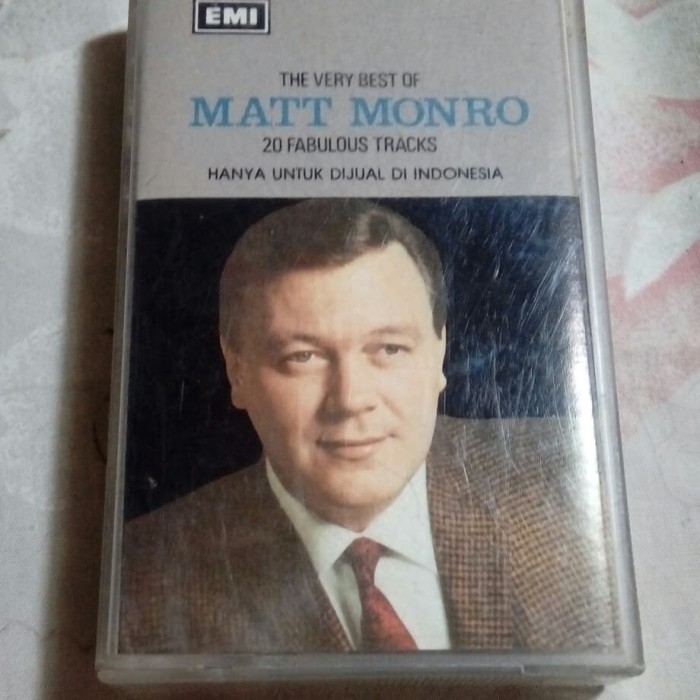 EMI
THE VERY BEST OF
MATT MONRO
20 FABULOUS TRACKS
HANYA UNTUK DIJUAL DI INDONESIA